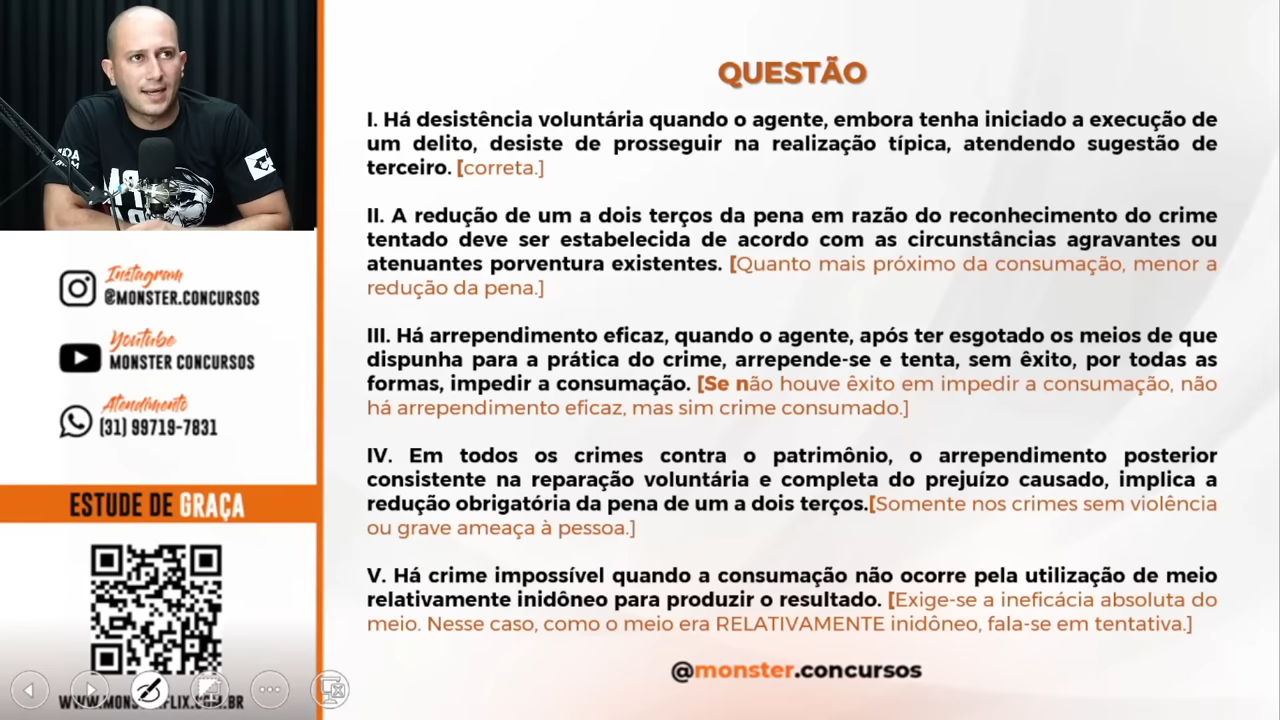 QUESTÃO
I. Há desistência voluntária quando o agente, embora tenha iniciado a execução de
um delito, desiste de prosseguir na realização típica, atendendo sugestão de
terceiro. [correta.]
II. A redução de um a dois terços da pena em razão do reconhecimento do crime
tentado deve ser estabelecida de acordo com as circunstâncias agravantes ou
atenuantes porventura existentes. [Quanto mais próximo da consumação, menor a
redução da pena.]
III. Há arrependimento eficaz, quando o agente, após ter esgotado os meios de que
dispunha para a prática do crime, arrepende-se e tenta, sem êxito, por todas as
formas, impedir a consumação. [Se não houve êxito em impedir a consumação, não
há arrependimento eficaz, mas sim crime consumado.]
IV. Em todos os crimes contra o patrimônio, o arrependimento posterior
consistente na reparação voluntária e completa do prejuízo causado, implica a
redução obrigatória da pena de um a dois terços.[Somente nos crimes sem violência
ou grave ameaça à pessoa.]
V. Há crime impossível quando a consumação não ocorre pela utilização de meio
relativamente inidôneo para produzir o resultado. [Exige-se a ineficácia absoluta do
meio. Nesse caso, como o meio era RELATIVAMENTE inidôneo, fala-se em tentativa.]
@monster.concursos
Instagram
@MONSTER.CONCURSOS
Youtube
MONSTER CONCURSOS
Atendimento
(31) 99719-7831
ESTUDE DE GRAÇA